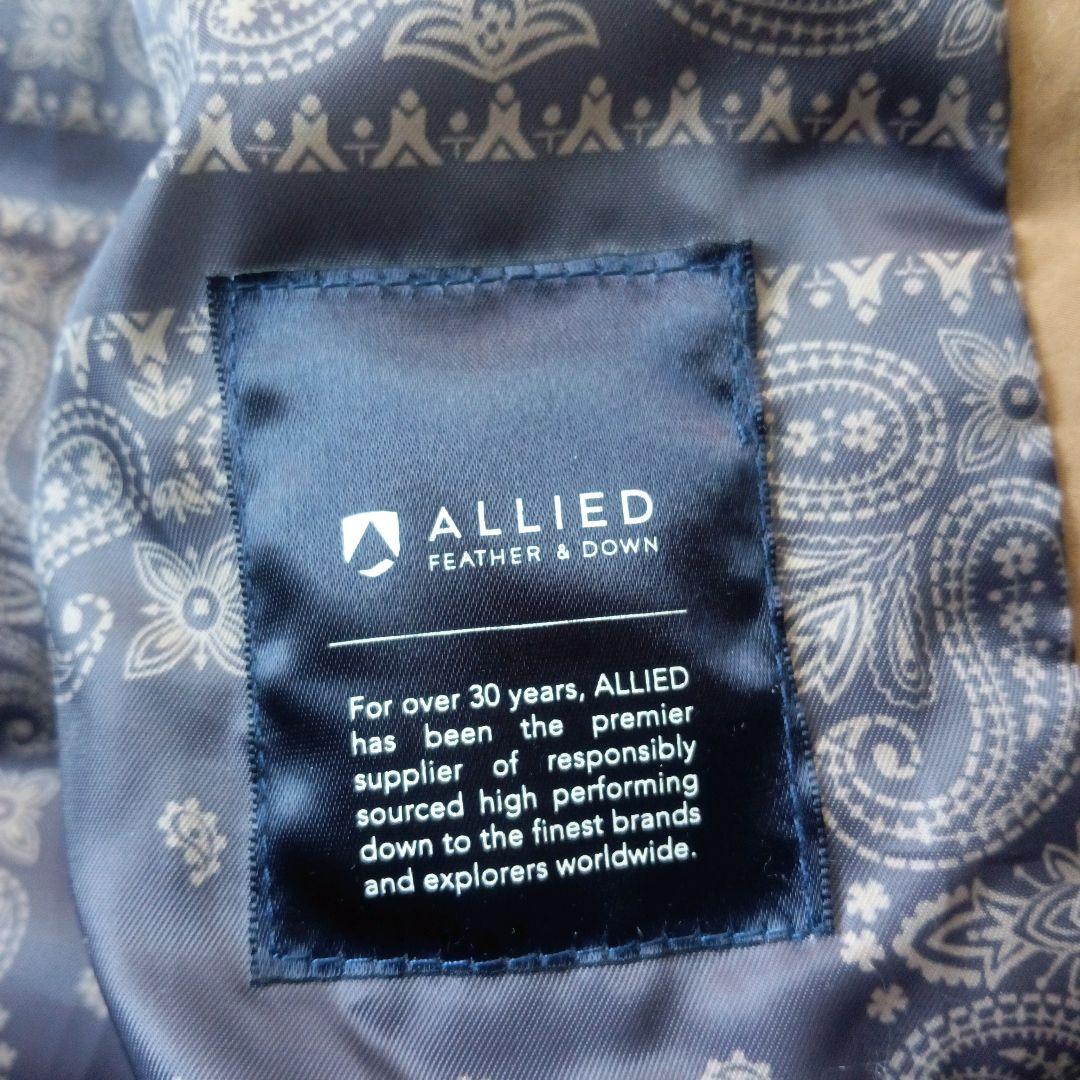 ALLIED
FEATHER & DOWN
For over 30 years, ALLIED
has been the premier
supplier of responsibly
sourced high performing
down to the finest brands
and explorers worldwide.